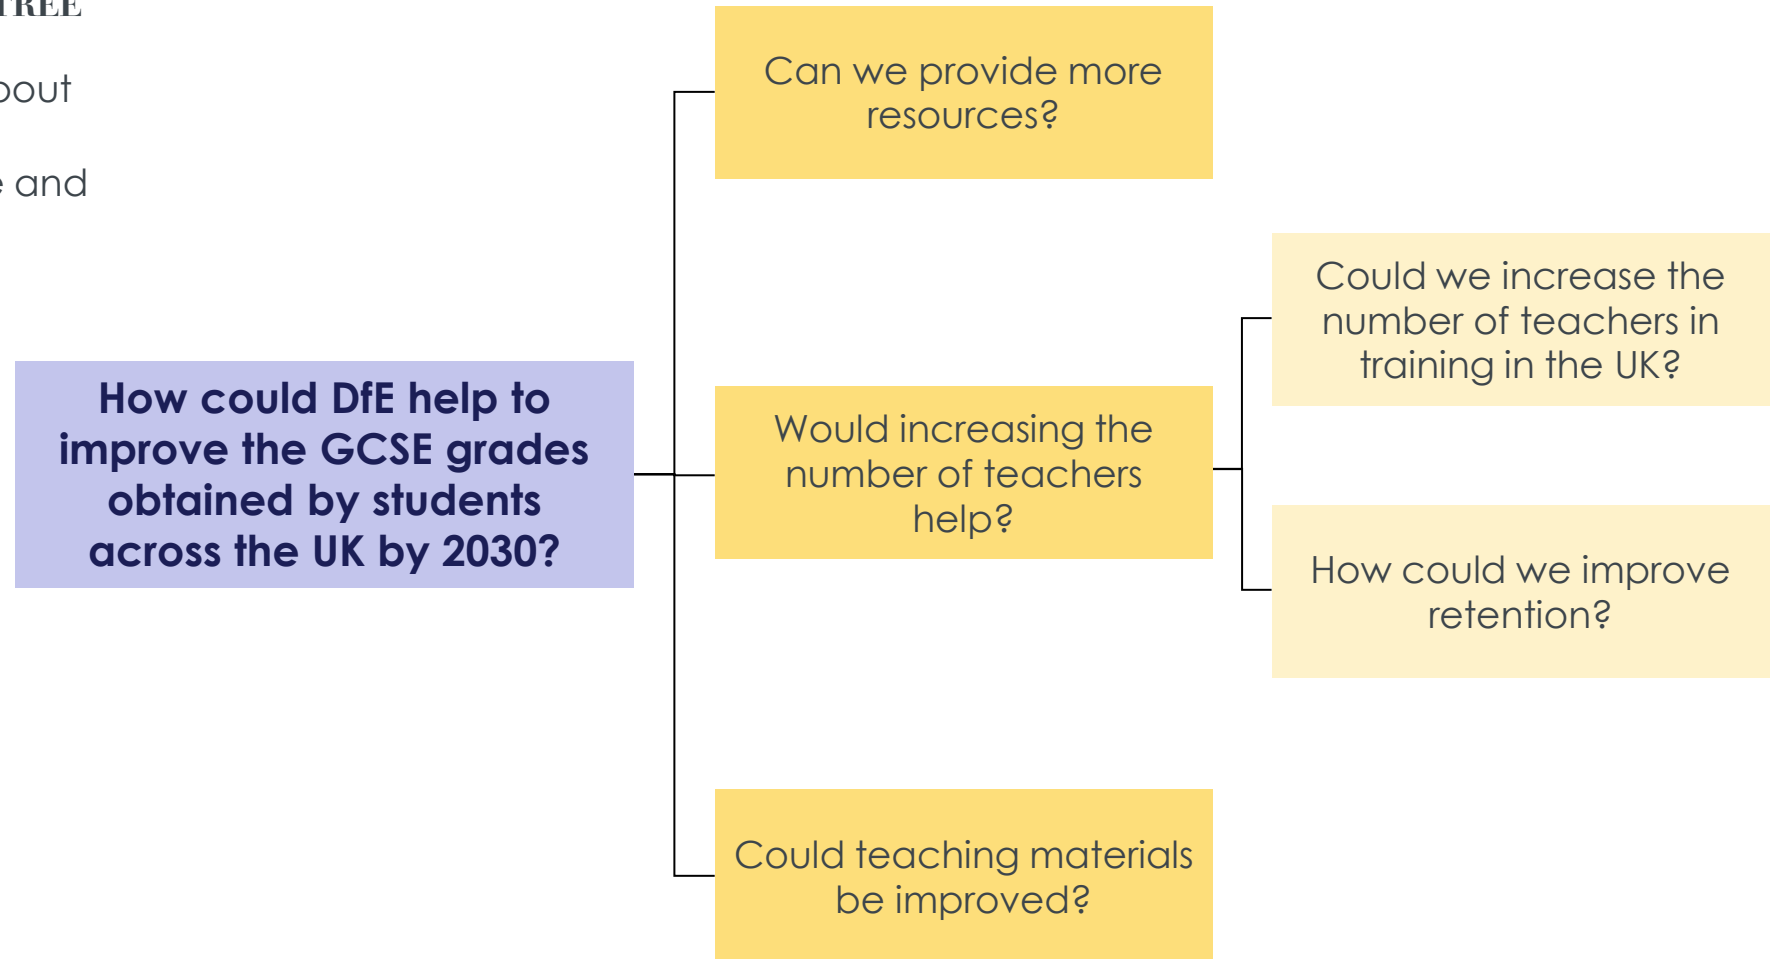 TREE
and
How could DfE help to
improve the GCSE grades
obtained by students
across the UK by 2030?
Can we provide more
resources?
Would increasing the
number of teachers
help?
Could teaching materials
be improved?
Could we increase the
number of teachers in
training in the UK?
How could we improve
retention?